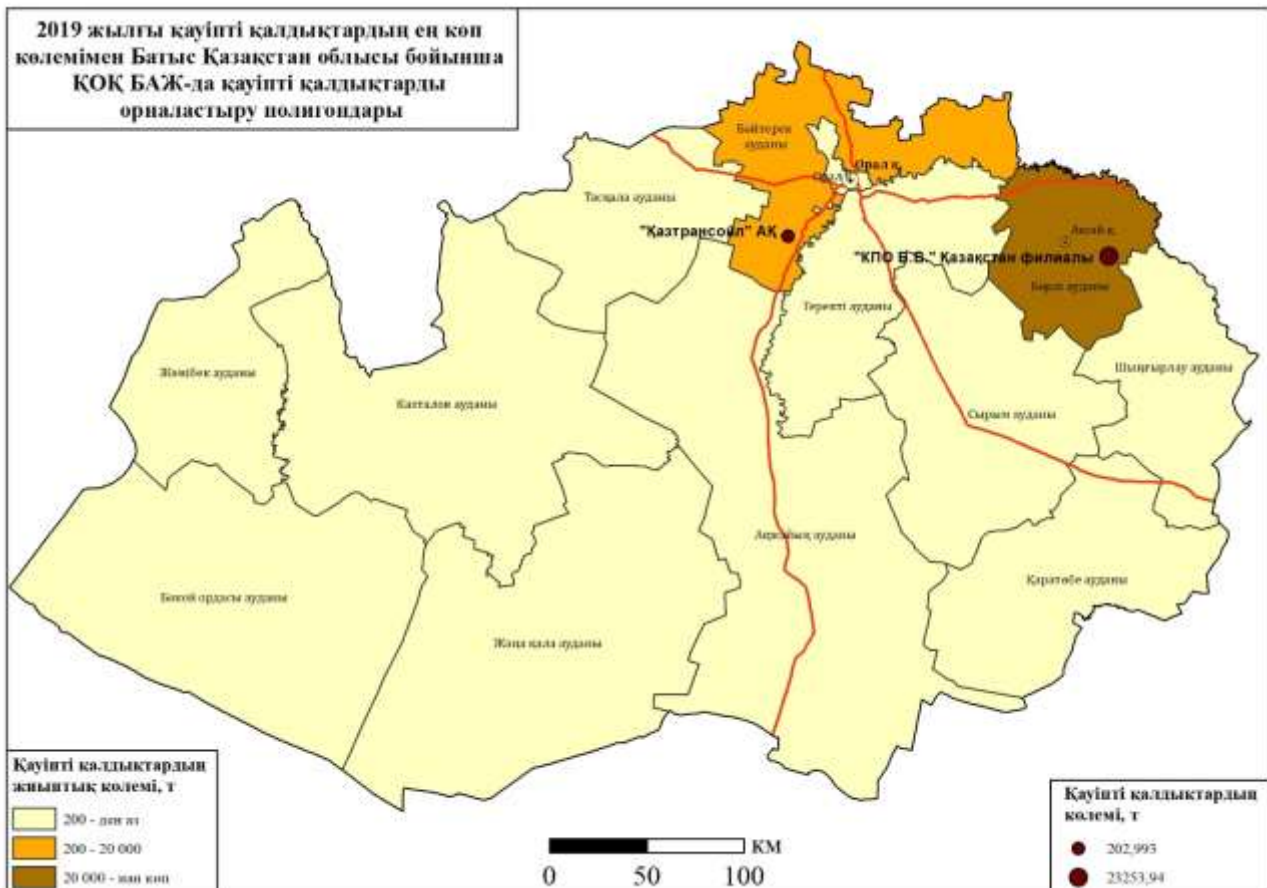 2019 жылғы қауіпті қалдықтардың ең көп
көлемімен Батыс Қазақстан облысы бойынша
ҚОҚ БАЖ-да қауіпті қалдықтарды
орналастыру полигондары
Бәйтерек
ауданы
Орал қ.
Орал қ.
Тасқала ауданы
"Қазтрансойл" АҚ
Ақсай қ.
"КПО Б.В." Қазақстан филиалы
Бөрлі ауданы
Теректі ауданы
Шыңғырлау ауданы
Жәнібек ауданы
Казталов ауданы
Сырым ауданы
Ақжайық ауданы
Қаратөбе ауданы
Бөкей ордасы ауданы
Жаңа қала ауданы
Қауіпті қалдықтардың
жиынтық көлемі, т
200 - ден аз
200 - 20 000
20 000 - нан көп
КМ
0 50 100
Қауіпті қалдықтардың
көлемі, т
202,993
23253,94